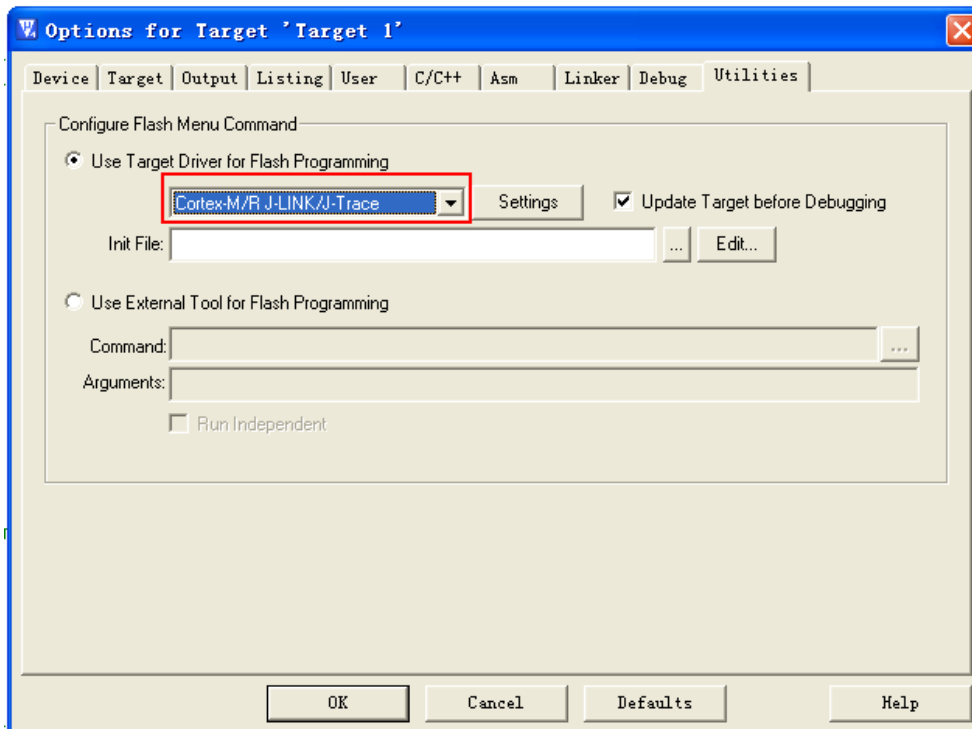 Options for Target 'Target 1'
Device Target Output Listing User C/C++ Asm Linker Debug Utilities
Configure Flash Menu Command
Use Target Driver for Flash Programming
Cortex-M/R J-LINK/J-Trace Settings Update Target before Debugging
Init File: ... Edit...
Use External Tool for Flash Programming
Command: ...
Arguments:
Run Independent
OK Cancel Defaults Help